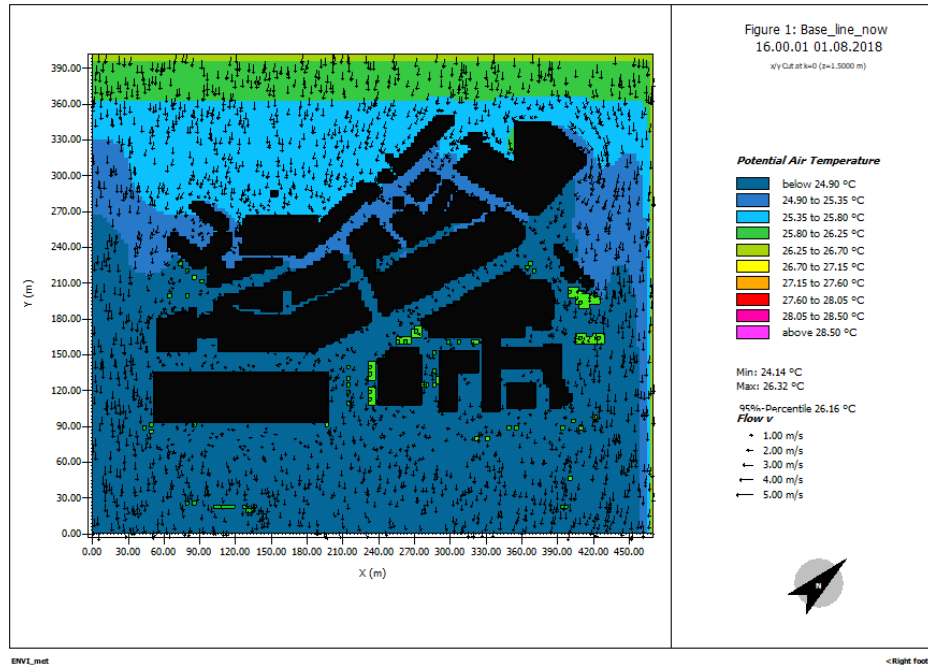 Figure 1: Base_line_now
16.00.01 01.08.2018
x/y Cut at k=0 (z=1.5000 m)
390.00
360.00
330.00
300.00
270.00
240.00
210.00
180.00
150.00
120.00
90.00
60.00
30.00
0.00
Y (m)
0.00 30.00 60.00 90.00 120.00 150.00 180.00 210.00 240.00 270.00 300.00 330.00 360.00 390.00 420.00 450.00
X (m)
Potential Air Temperature
below 24.90 °C
24.90 to 25.35 °C
25.35 to 25.80 °C
25.80 to 26.25 °C
26.25 to 26.70 °C
26.70 to 27.15 °C
27.15 to 27.60 °C
27.60 to 28.05 °C
28.05 to 28.50 °C
above 28.50 °C
Min: 24.14 °C
Max: 26.32 °C
95%-Percentile 26.16 °C
Flow v
1.00 m/s
2.00 m/s
3.00 m/s
4.00 m/s
5.00 m/s
N
ENVI_met
<Right foot